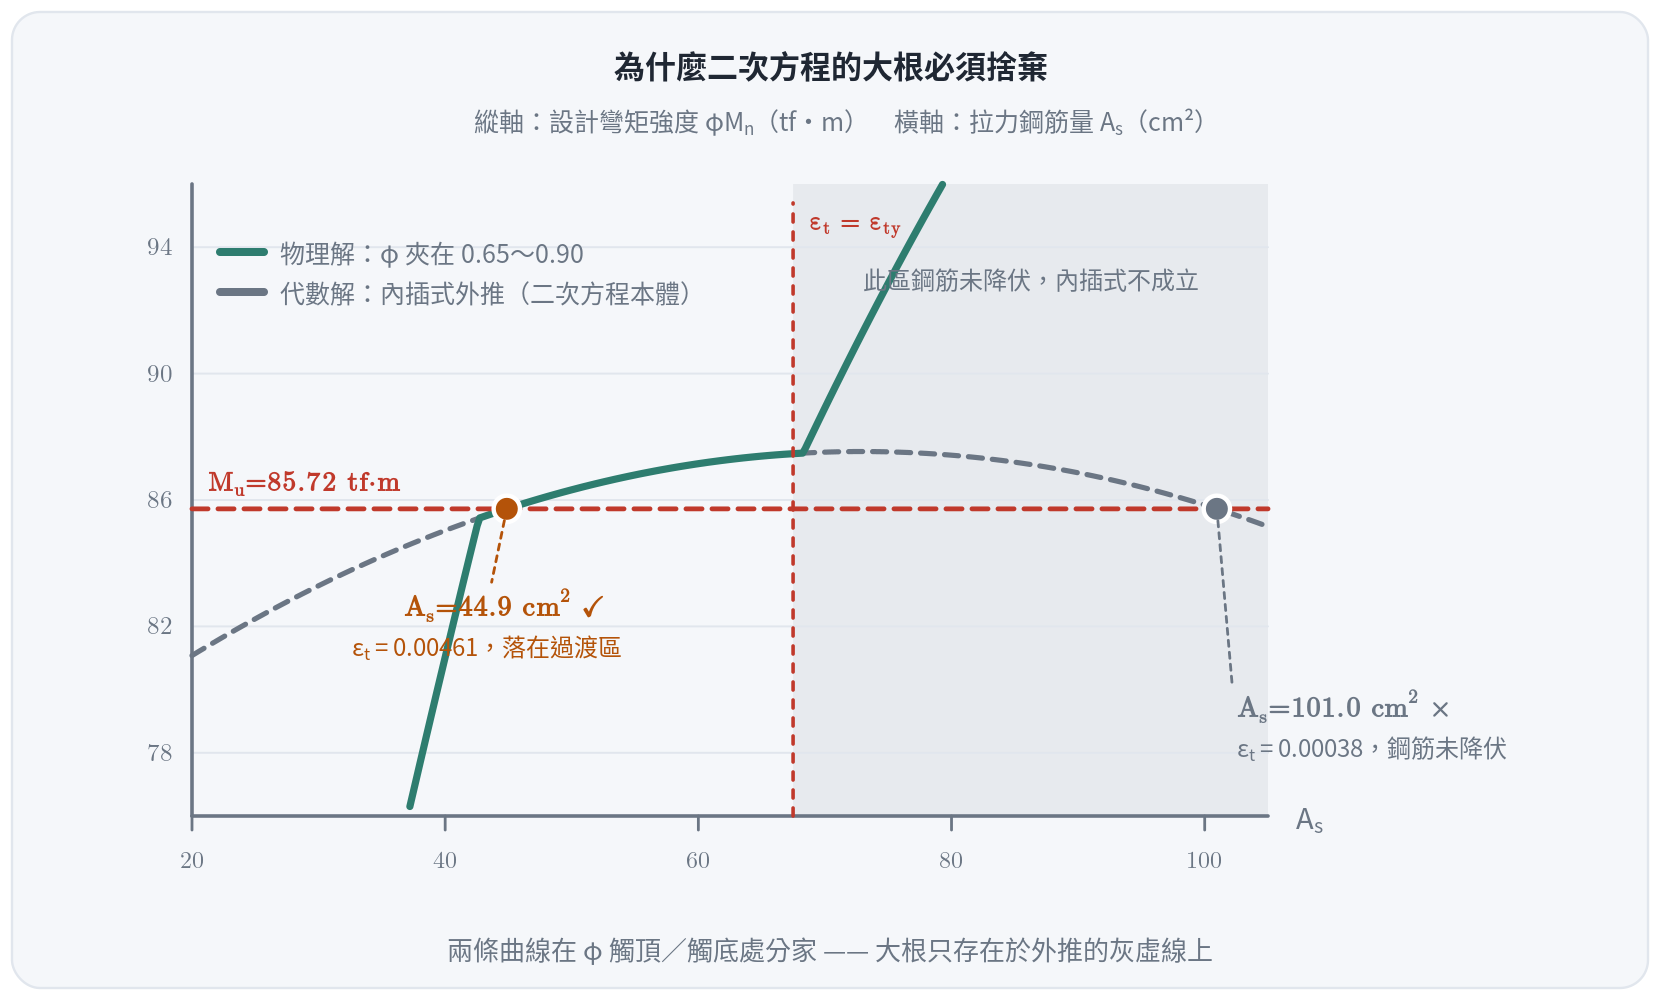 為什麼二次方程的大根必須捨棄
縱軸：設計彎矩強度 ϕMₙ（tf・m）　橫軸：拉力鋼筋量 Aₛ（cm²）
εₜ = εₜy
94
物理解：ϕ 夾在 0.65～0.90
此區鋼筋未降伏，內插式不成立
代數解：內插式外推（二次方程本體）
90
Mᵤ=85.72 tf·m
86
Aₛ=44.9 cm² ✓
82
εₜ = 0.00461，落在過渡區
Aₛ=101.0 cm² ×
78
εₜ = 0.00038，鋼筋未降伏
Aₛ
20 40 60 80 100
兩條曲線在 ϕ 觸頂／觸底處分家 —— 大根只存在於外推的灰虛線上